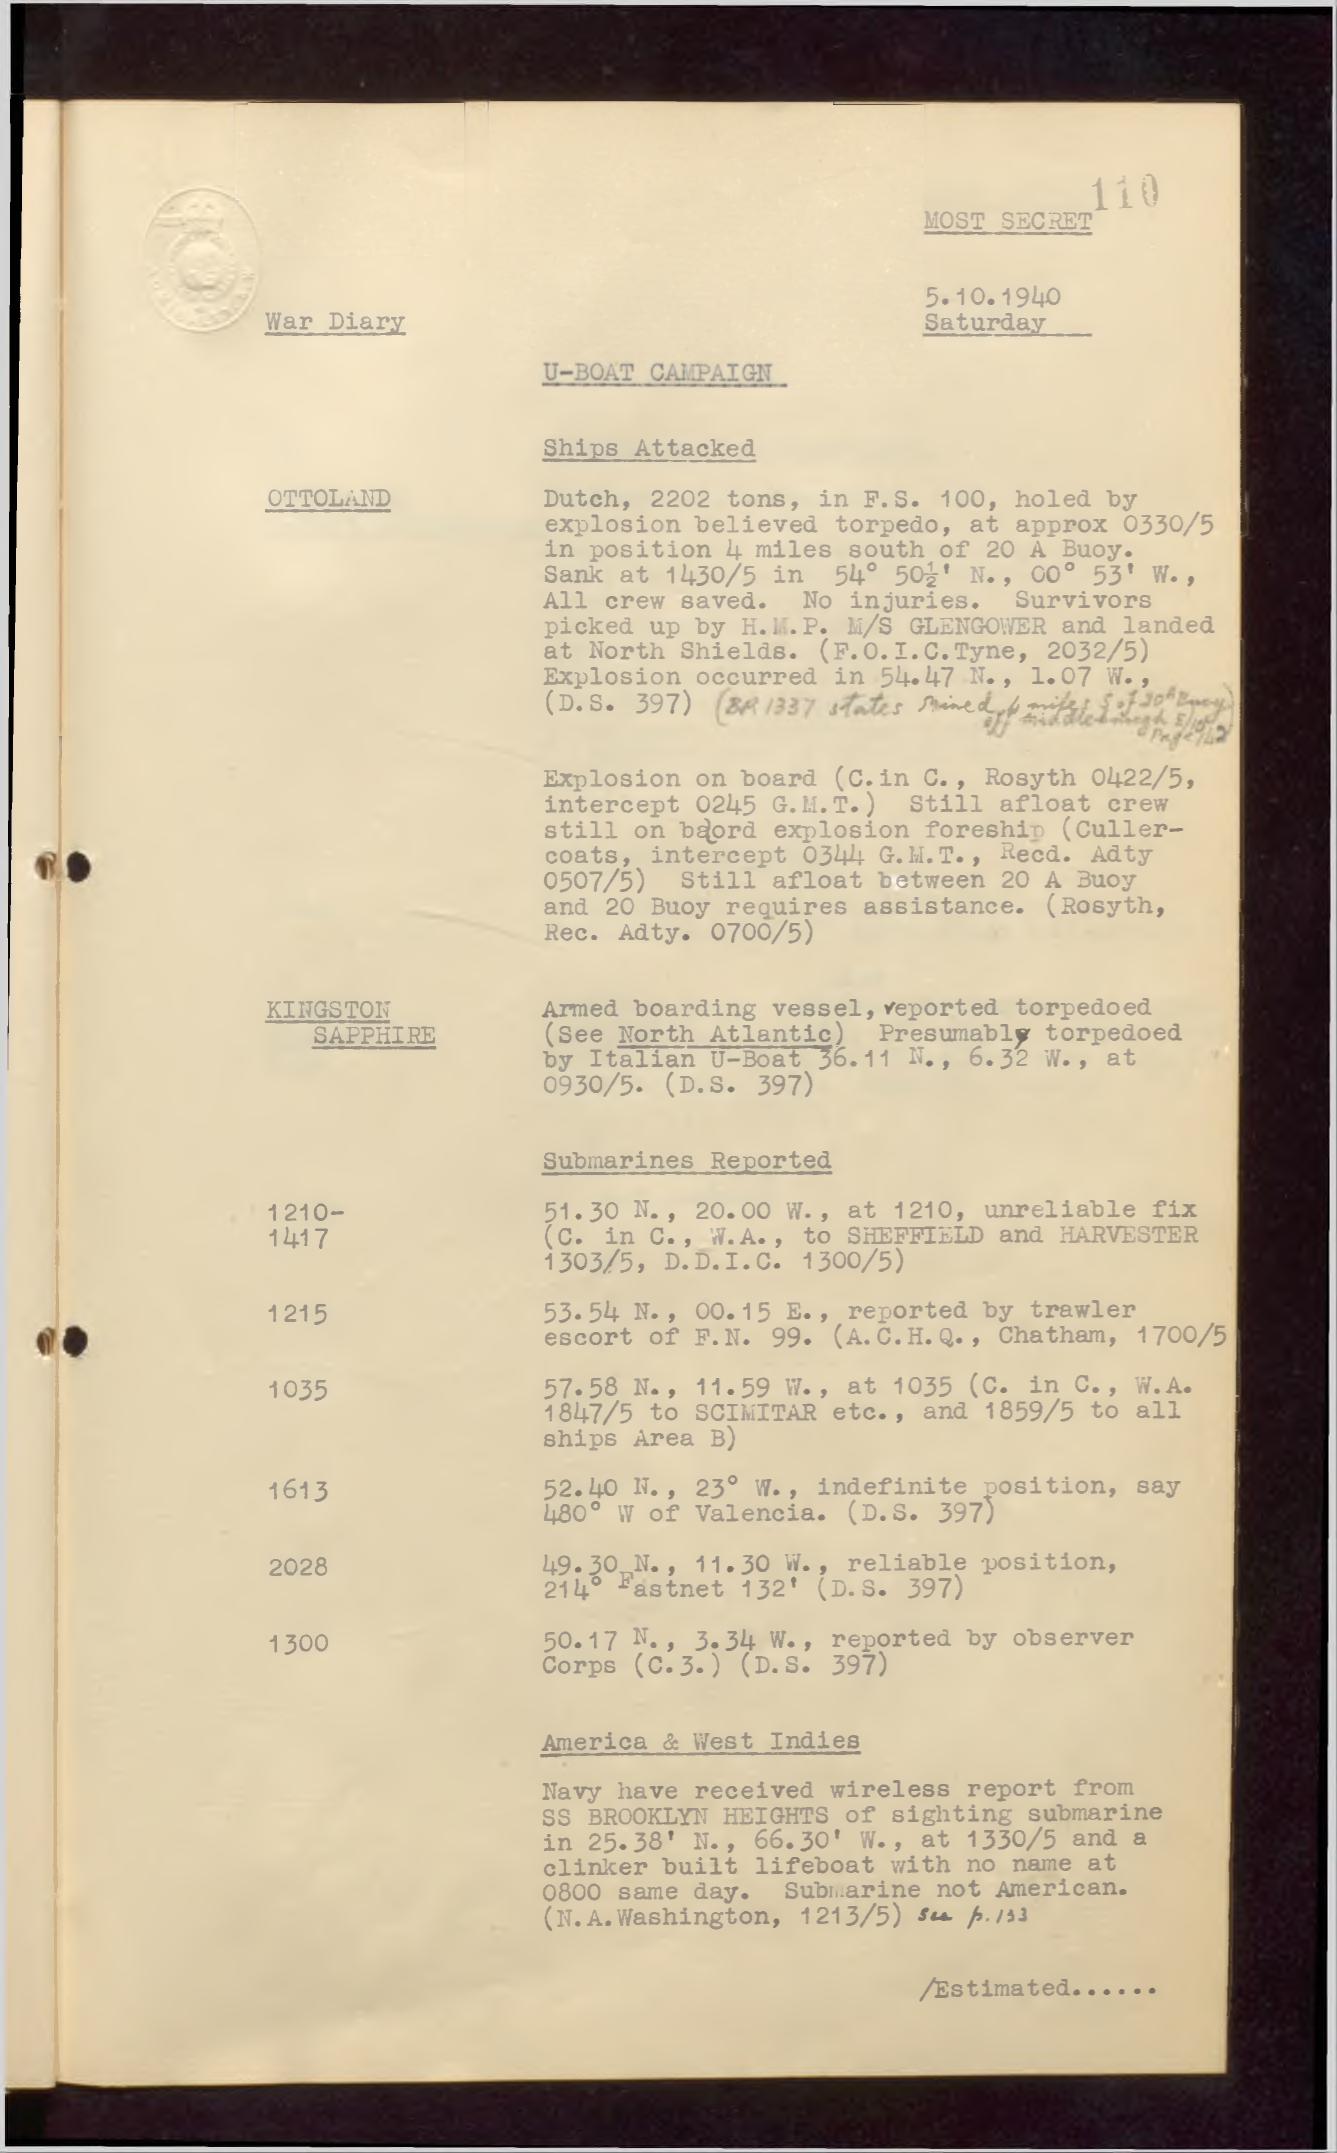 110
MOST SECRET
5.10.1940
War Diary
Saturday
U-BOAT CAMPAIGN
Ships Attacked
OTTOLAND
Dutch, 2202 tons, in F.S. 100, holed by
explosion believed torpedo, at approx 0330/5
in position 4 miles south of 20 A Buoy.
Sank at 1430/5 in 54° 50½' N., 00° 53' W.,
All crew saved. No injuries. Survivors
picked up by H.M.P. M/S GLENGOWER and landed
at North Shields. (F.O.I.C.Tyne, 2032/5)
Explosion occurred in 54.47 N., 1.07 W.,
(D.S. 397) (BR 1337 states mined 4 miles S of 20A Buoy)
off Middlesbrough 5/10
Page 142
Explosion on board (C.in C., Rosyth 0422/5,
intercept 0245 G.M.T.) Still afloat crew
still on baord explosion foreship (Culler-
coats, intercept 0344 G.M.T., Recd. Adty
0507/5) Still afloat between 20 A Buoy
and 20 Buoy requires assistance. (Rosyth,
Rec. Adty. 0700/5)
KINGSTON
SAPPHIRE
Armed boarding vessel, reported torpedoed
(See North Atlantic) Presumably torpedoed
by Italian U-Boat 36.11 N., 6.32 W., at
0930/5. (D.S. 397)
Submarines Reported
1210-
1417
51.30 N., 20.00 W., at 1210, unreliable fix
(C. in C., W.A., to SHEFFIELD and HARVESTER
1303/5, D.D.I.C. 1300/5)
1215
53.54 N., 00.15 E., reported by trawler
escort of F.N. 99. (A.C.H.Q., Chatham, 1700/5
1035
57.58 N., 11.59 W., at 1035 (C. in C., W.A.
1847/5 to SCIMITAR etc., and 1859/5 to all
ships Area B)
1613
52.40 N., 23° W., indefinite position, say
480° W of Valencia. (D.S. 397)
2028
49.30 N., 11.30 W., reliable position,
214° Fastnet 132' (D.S. 397)
1300
50.17 N., 3.34 W., reported by observer
Corps (C.3.) (D.S. 397)
America & West Indies
Navy have received wireless report from
SS BROOKLYN HEIGHTS of sighting submarine
in 25.38' N., 66.30' W., at 1330/5 and a
clinker built lifeboat with no name at
0800 same day. Submarine not American.
(N.A.Washington, 1213/5) See p.133
/Estimated......